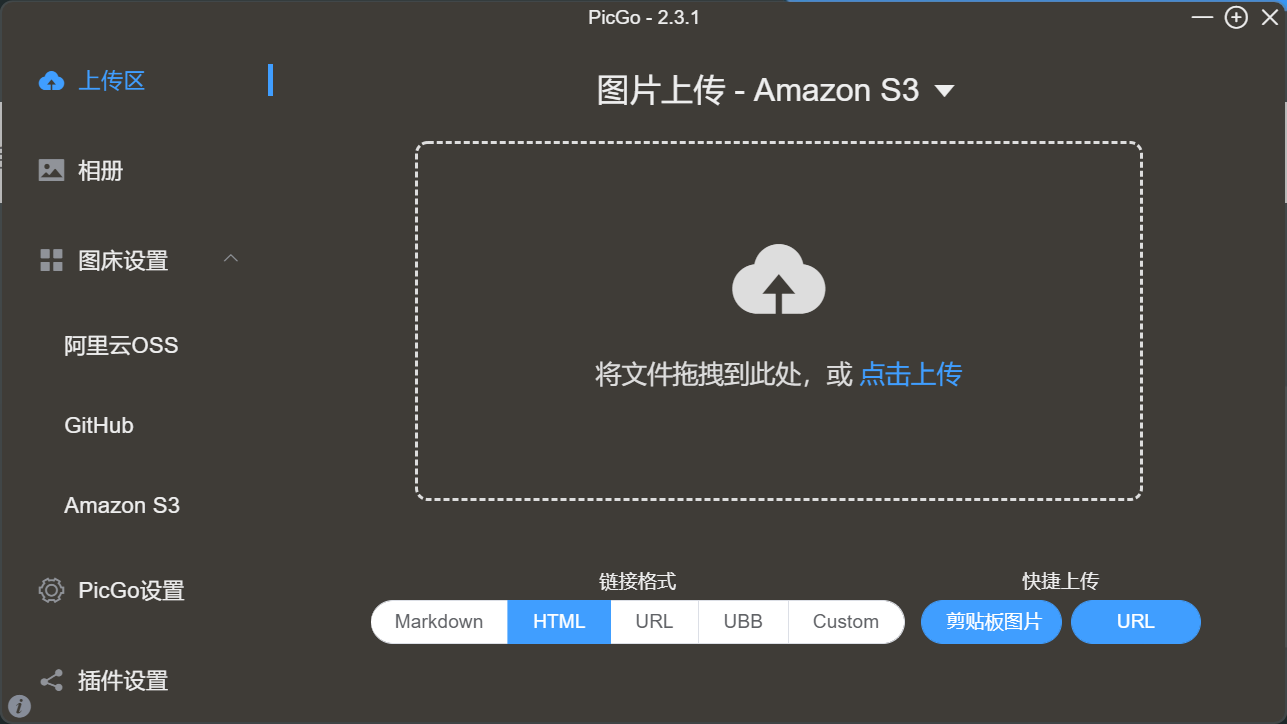 PicGo - 2.3.1
上传区
相册
图床设置
阿里云OSS
GitHub
Amazon S3
PicGo设置
插件设置
图片上传 - Amazon S3
将文件拖拽到此处，或 点击上传
链接格式
Markdown HTML URL UBB Custom
快捷上传
剪贴板图片 URL